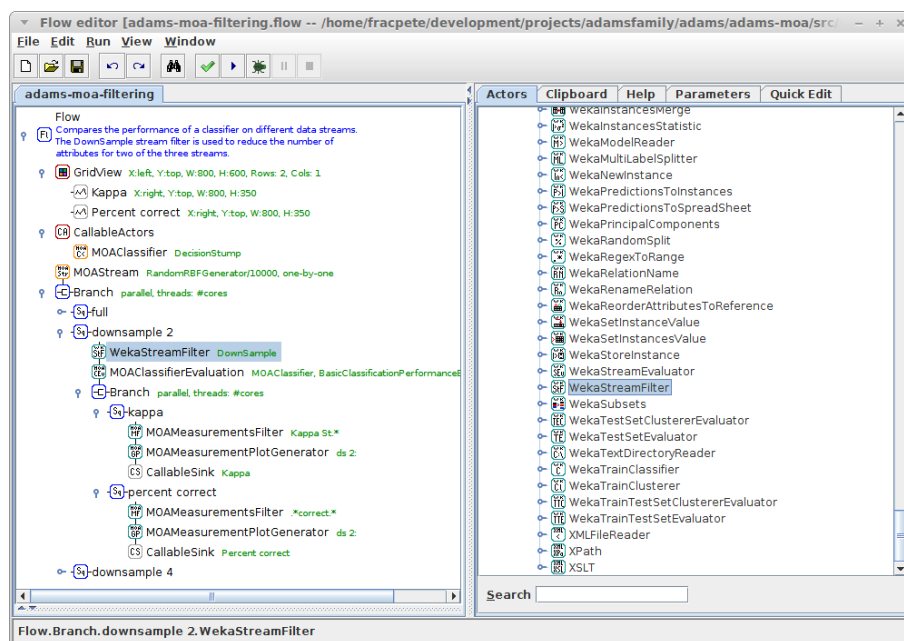 Flow editor [adams-moa-filtering.flow -- /home/fracpete/development/projects/adamsfamily/adams/adams-moa/src/
File Edit Run View Window
adams-moa-filtering
Flow
Compares the performance of a classifier on different data streams.
The DownSample stream filter is used to reduce the number of
attributes for two of the three streams.
GridView X:left, Y:top, W:800, H:600, Rows: 2, Cols: 1
Kappa X:right, Y:top, W:800, H:350
Percent correct X:right, Y:top, W:800, H:350
CallableActors
MOAClassifier DecisionStump
MOAStream RandomRBFGenerator/10000, one-by-one
Branch parallel, threads: #cores
full
downsample 2
WekaStreamFilter DownSample
MOAClassifierEvaluation MOAClassifier, BasicClassificationPerformanceE
Branch parallel, threads: #cores
kappa
MOAMeasurementsFilter Kappa St.*
MOAMeasurementPlotGenerator ds 2:
CallableSink Kappa
percent correct
MOAMeasurementsFilter .*correct.*
MOAMeasurementPlotGenerator ds 2:
CallableSink Percent correct
downsample 4
Actors Clipboard Help Parameters Quick Edit
WekaInstancesMerge
WekaInstancesStatistic
WekaModelReader
WekaMultiLabelSplitter
WekaNewInstance
WekaPredictionsToInstances
WekaPredictionsToSpreadSheet
WekaPrincipalComponents
WekaRandomSplit
WekaRegexToRange
WekaRelationName
WekaRenameRelation
WekaReorderAttributesToReference
WekaSetInstanceValue
WekaSetInstancesValue
WekaStoreInstance
WekaStreamEvaluator
WekaStreamFilter
WekaSubsets
WekaTestSetClustererEvaluator
WekaTestSetEvaluator
WekaTextDirectoryReader
WekaTrainClassifier
WekaTrainClusterer
WekaTrainTestSetClustererEvaluator
WekaTrainTestSetEvaluator
XMLFileReader
XPath
XSLT
Search
Flow.Branch.downsample 2.WekaStreamFilter